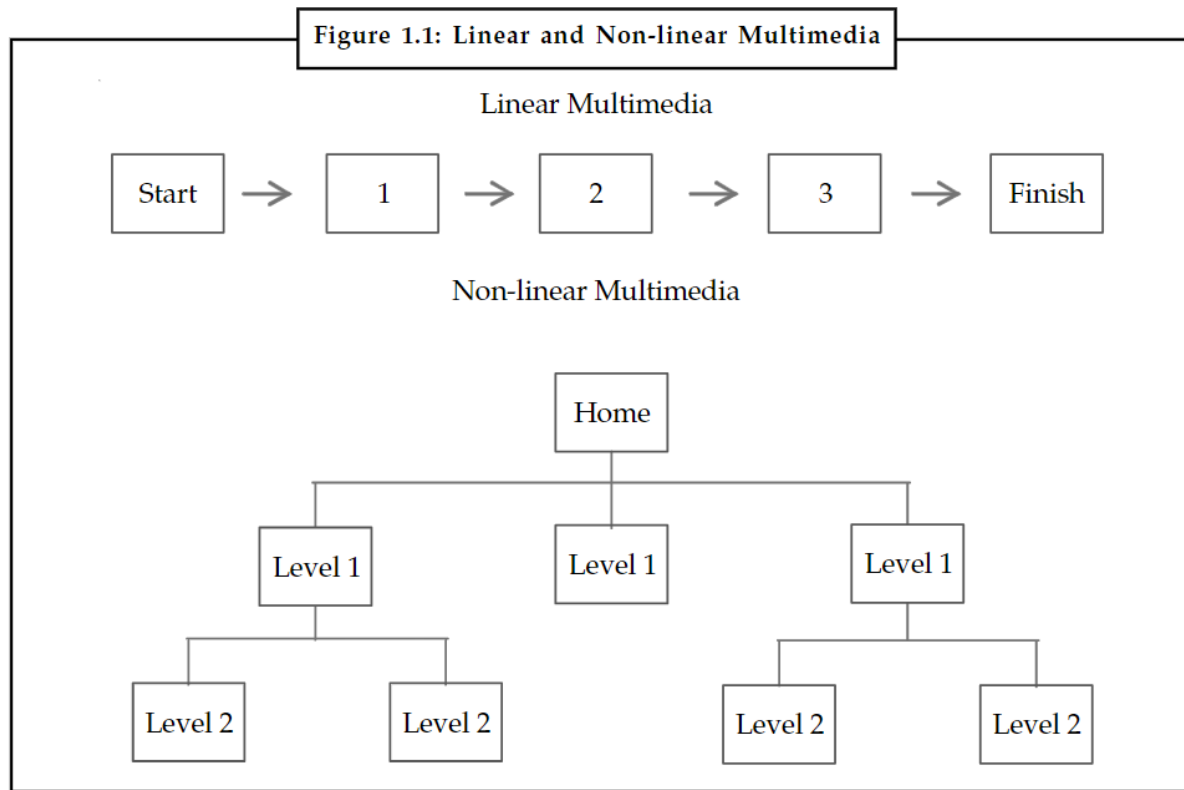 Figure 1.1: Linear and Non-linear Multimedia
Linear Multimedia
Start 1 2 3 Finish
Non-linear Multimedia
Home
Level 1 Level 1 Level 1
Level 2 Level 2 Level 2 Level 2